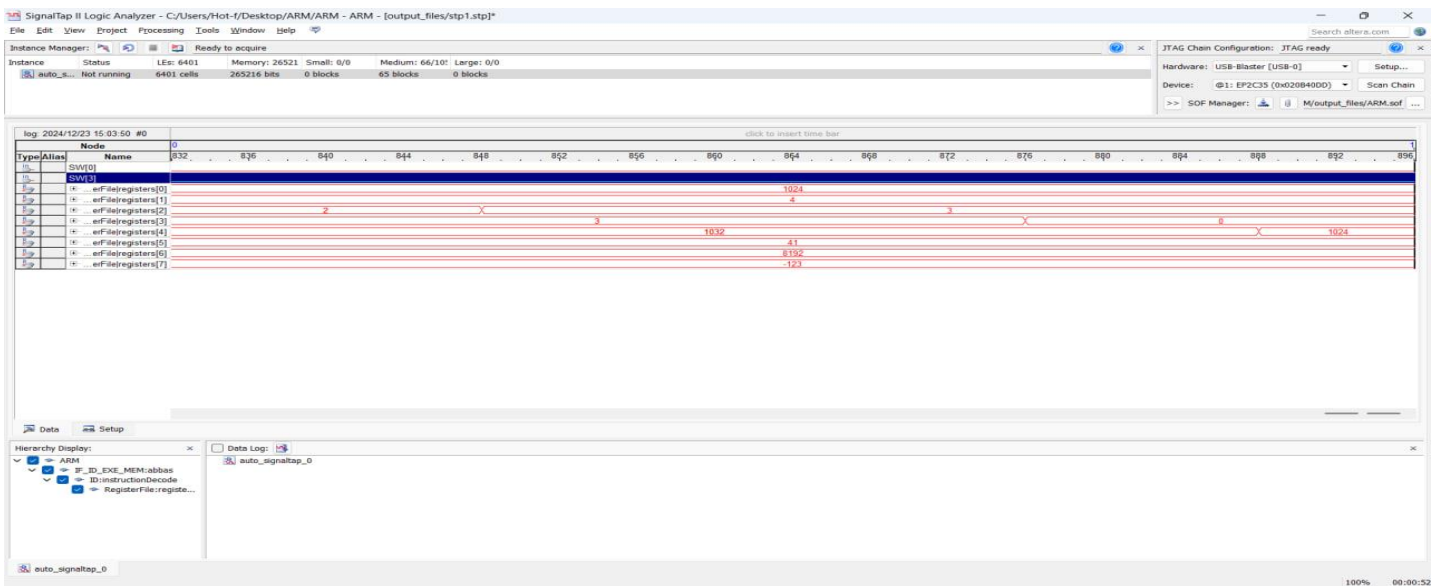 SignalTap II Logic Analyzer - C:/Users/Hot-f/Desktop/ARM/ARM - ARM - [output_files/stp1.stp]*
File Edit View Project Processing Tools Window Help
Search altera.com
Instance Manager: Ready to acquire
JTAG Chain Configuration: JTAG ready
Instance Status LEs: 6401 Memory: 26521 Small: 0/0 Medium: 66/10! Large: 0/0
auto_s... Not running 6401 cells 265216 bits 0 blocks 65 blocks 0 blocks
Hardware: USB-Blaster [USB-0] Setup...
Device: @1: EP2C35 (0x020B40DD) Scan Chain
>> SOF Manager: M/output_files/ARM.sof ...
log: 2024/12/23 15:03:50 #0 click to insert time bar
Node 0 1
Type Alias Name 832 836 840 844 848 852 856 860 864 868 872 876 880 884 888 892 896
SW[0]
SW[3]
...erFile|registers[0] 1024
...erFile|registers[1] 4
...erFile|registers[2] 2 3
...erFile|registers[3] 3 0
...erFile|registers[4] 1032 1024
...erFile|registers[5] 41
...erFile|registers[6] 8192
...erFile|registers[7] -123
Data Setup
Hierarchy Display: × Data Log:
ARM auto_signaltap_0
IF_ID_EXE_MEM:abbas
ID:instructionDecode
RegisterFile:registe...
auto_signaltap_0
100% 00:00:52